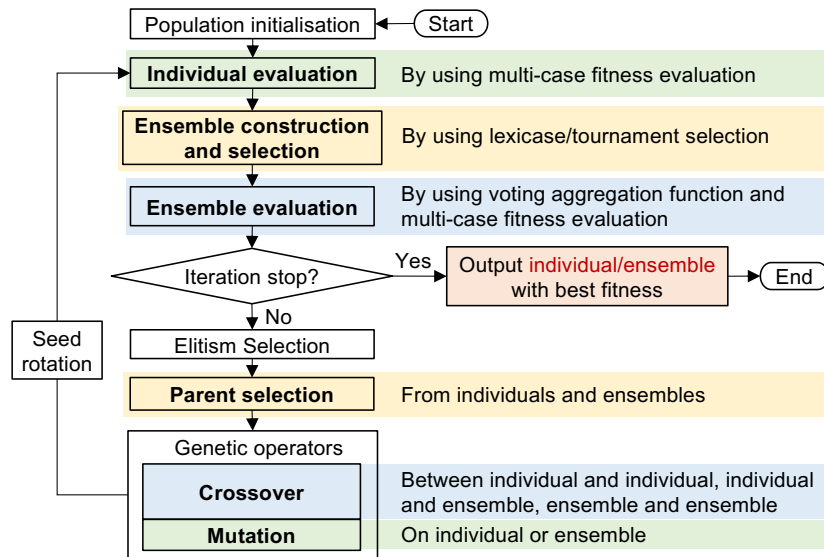 Population initialisation
Start
Individual evaluation
By using multi-case fitness evaluation
Ensemble construction
and selection
By using lexicase/tournament selection
Ensemble evaluation
By using voting aggregation function and
multi-case fitness evaluation
Iteration stop?
Yes
Output individual/ensemble
with best fitness
End
No
Seed
rotation
Elitism Selection
Parent selection
From individuals and ensembles
Genetic operators
Crossover
Between individual and individual, individual
and ensemble, ensemble and ensemble
Mutation
On individual or ensemble